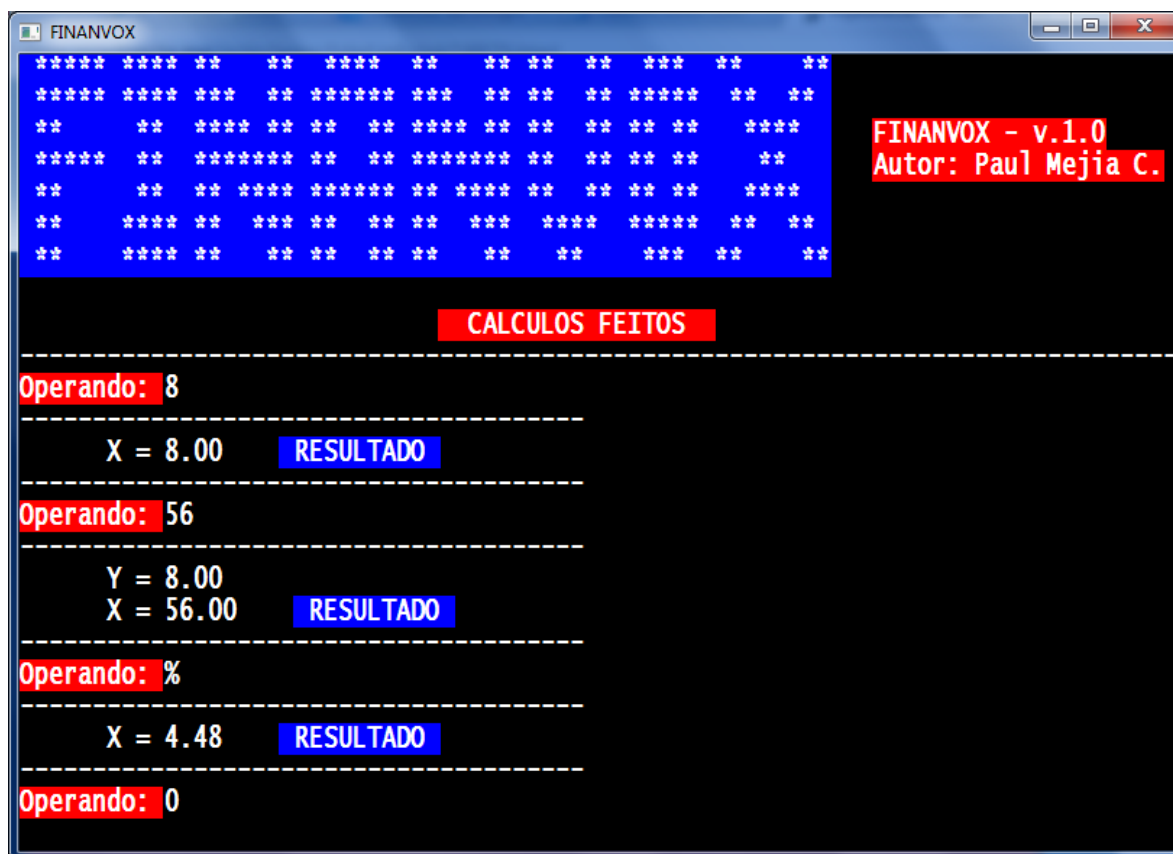 FINANVOX
FINANVOX - v.1.0
Autor: Paul Mejia C.
CALCULOS FEITOS
--------------------------------------------------------------------------------
Operando: 8
---------------------------------------
X = 8.00 RESULTADO
---------------------------------------
Operando: 56
---------------------------------------
Y = 8.00
X = 56.00 RESULTADO
---------------------------------------
Operando: %
---------------------------------------
X = 4.48 RESULTADO
---------------------------------------
Operando: 0